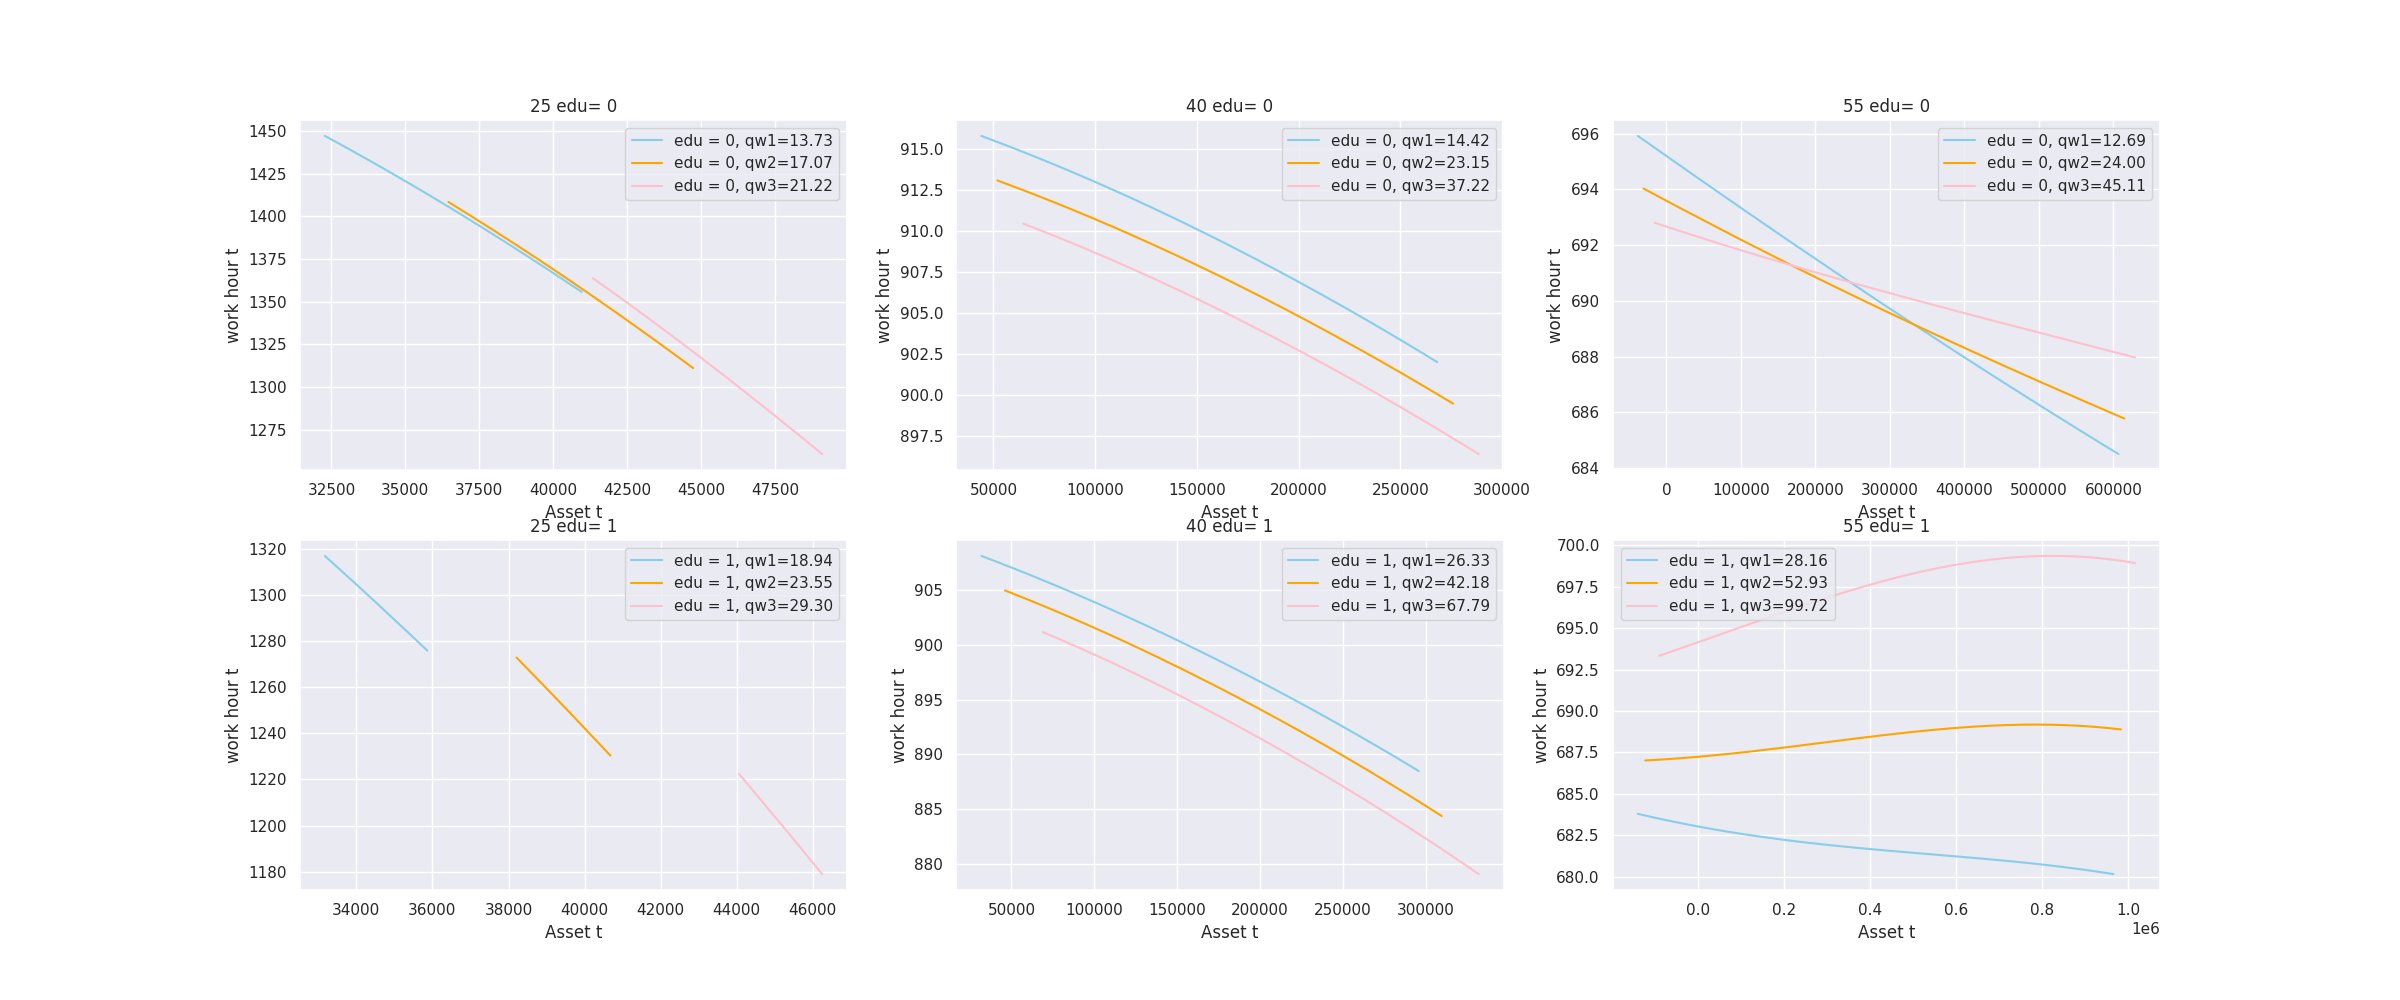 25 edu= 0
1450
1425
1400
1375
1350
1325
1300
1275
work hour t
edu = 0, qw1=13.73
edu = 0, qw2=17.07
edu = 0, qw3=21.22
32500 35000 37500 40000 42500 45000 47500
Asset t
40 edu= 0
915.0
912.5
910.0
907.5
905.0
902.5
900.0
897.5
work hour t
edu = 0, qw1=14.42
edu = 0, qw2=23.15
edu = 0, qw3=37.22
50000 100000 150000 200000 250000 300000
Asset t
55 edu= 0
696
694
692
690
688
686
684
work hour t
edu = 0, qw1=12.69
edu = 0, qw2=24.00
edu = 0, qw3=45.11
0 100000 200000 300000 400000 500000 600000
Asset t
25 edu= 1
1320
1300
1280
1260
1240
1220
1200
1180
work hour t
edu = 1, qw1=18.94
edu = 1, qw2=23.55
edu = 1, qw3=29.30
34000 36000 38000 40000 42000 44000 46000
Asset t
40 edu= 1
905
900
895
890
885
880
work hour t
edu = 1, qw1=26.33
edu = 1, qw2=42.18
edu = 1, qw3=67.79
50000 100000 150000 200000 250000 300000
Asset t
55 edu= 1
700.0
697.5
695.0
692.5
690.0
687.5
685.0
682.5
680.0
work hour t
edu = 1, qw1=28.16
edu = 1, qw2=52.93
edu = 1, qw3=99.72
0.0 0.2 0.4 0.6 0.8 1.0
1e6
Asset t